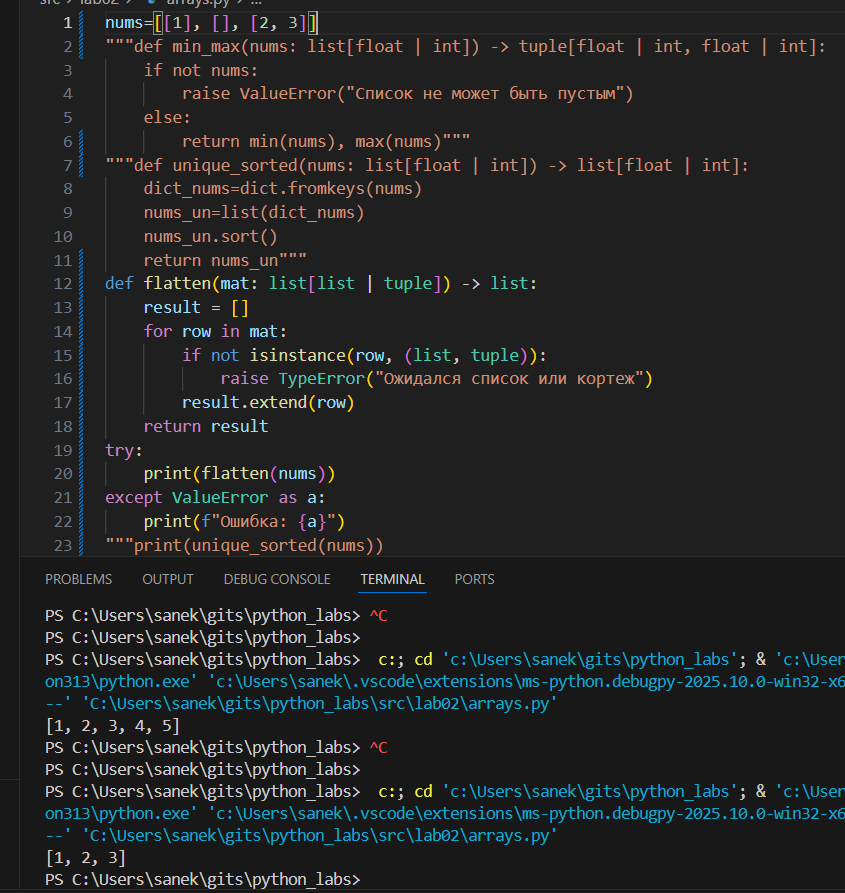 src > lab02 > arrays.py > ...
1 nums=[[1], [], [2, 3]]
2 """def min_max(nums: list[float | int]) -> tuple[float | int, float | int]:
3 if not nums:
4 raise ValueError("Список не может быть пустым")
5 else:
6 return min(nums), max(nums)"""
7 """def unique_sorted(nums: list[float | int]) -> list[float | int]:
8 dict_nums=dict.fromkeys(nums)
9 nums_un=list(dict_nums)
10 nums_un.sort()
11 return nums_un"""
12 def flatten(mat: list[list | tuple]) -> list:
13 result = []
14 for row in mat:
15 if not isinstance(row, (list, tuple)):
16 raise TypeError("Ожидался список или кортеж")
17 result.extend(row)
18 return result
19 try:
20 print(flatten(nums))
21 except ValueError as a:
22 print(f"Ошибка: {a}")
23 """print(unique_sorted(nums))
PROBLEMS OUTPUT DEBUG CONSOLE TERMINAL PORTS
PS C:\Users\sanek\gits\python_labs> ^C
PS C:\Users\sanek\gits\python_labs>
PS C:\Users\sanek\gits\python_labs> c:; cd 'c:\Users\sanek\gits\python_labs'; & 'c:\User
on313\python.exe' 'c:\Users\sanek\.vscode\extensions\ms-python.debugpy-2025.10.0-win32-x6
--' 'C:\Users\sanek\gits\python_labs\src\lab02\arrays.py'
[1, 2, 3, 4, 5]
PS C:\Users\sanek\gits\python_labs> ^C
PS C:\Users\sanek\gits\python_labs>
PS C:\Users\sanek\gits\python_labs> c:; cd 'c:\Users\sanek\gits\python_labs'; & 'c:\User
on313\python.exe' 'c:\Users\sanek\.vscode\extensions\ms-python.debugpy-2025.10.0-win32-x6
--' 'C:\Users\sanek\gits\python_labs\src\lab02\arrays.py'
[1, 2, 3]
PS C:\Users\sanek\gits\python_labs>